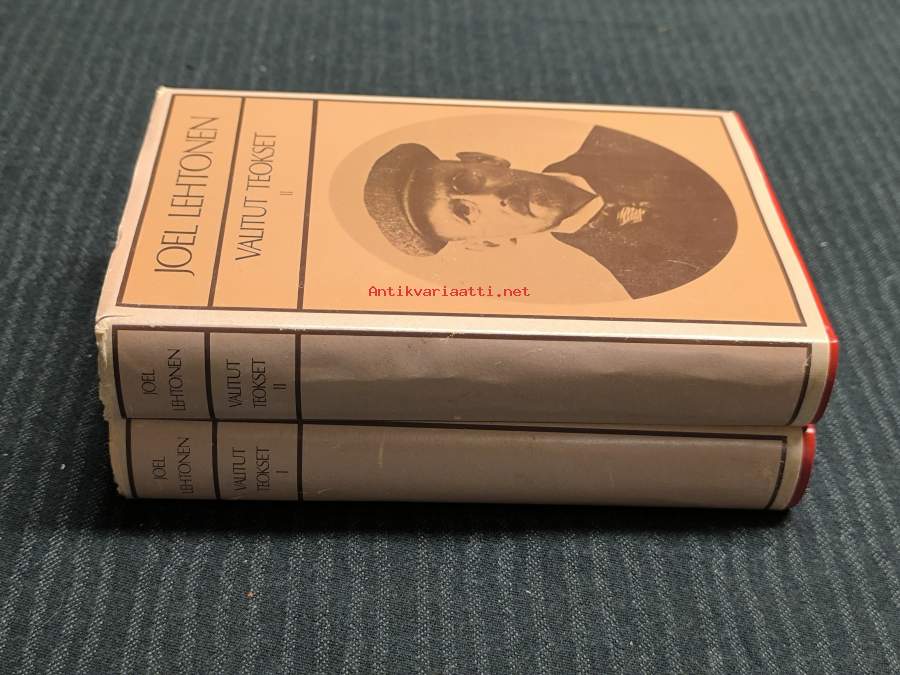 JOEL LEHTONEN
VALITUT TEOKSET
II
Antikvariaatti.net
JOEL
LEHTONEN
VALITUT
TEOKSET
II
JOEL
LEHTONEN
VALITUT
TEOKSET
I